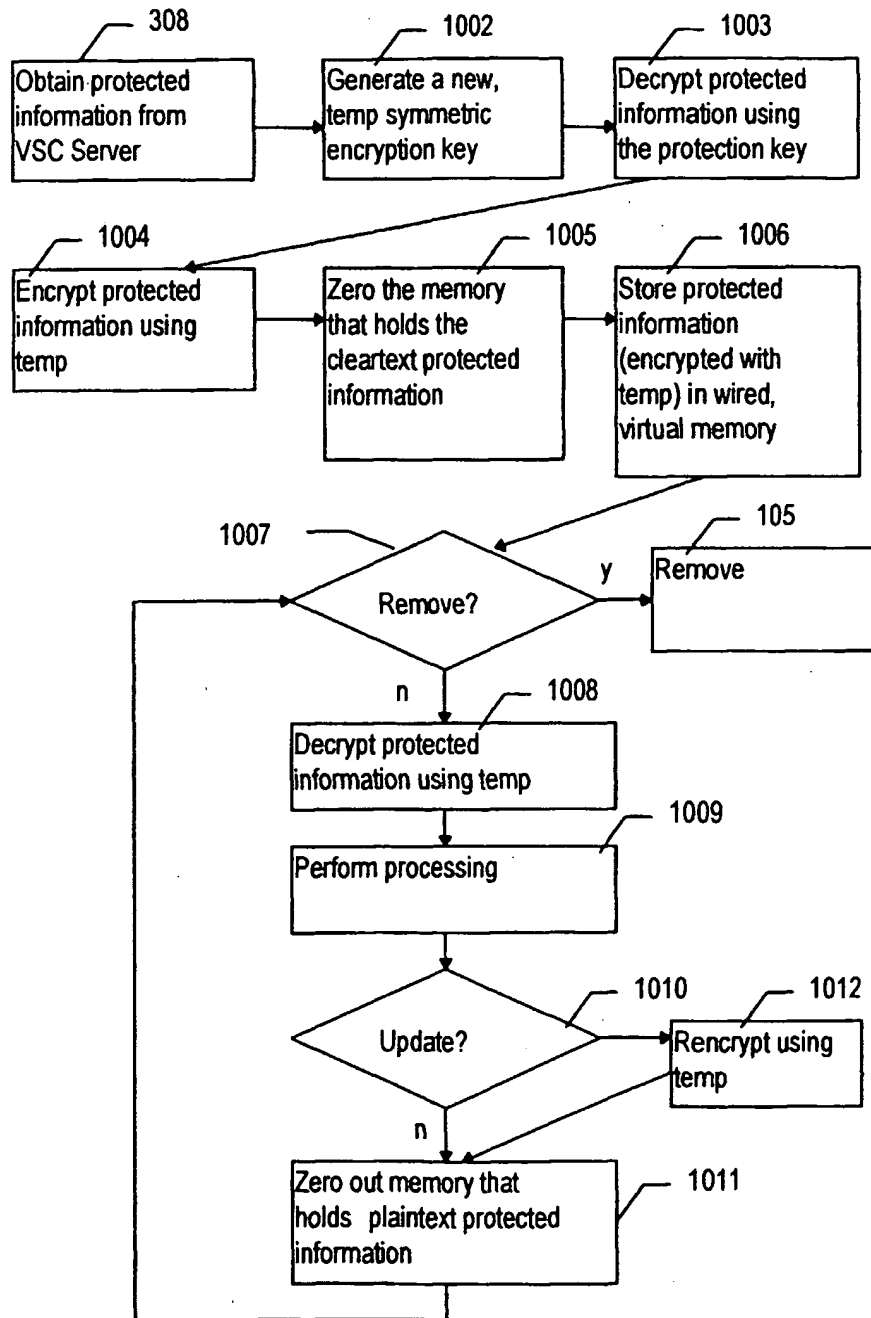 308
Obtain protected
information from
VSC Server
1002
Generate a new,
temp symmetric
encryption key
1003
Decrypt protected
information using
the protection key
1004
Encrypt protected
information using
temp
1005
Zero the memory
that holds the
cleartext protected
information
1006
Store protected
information
(encrypted with
temp) in wired,
virtual memory
1007
Remove?
y
105
Remove
n
1008
Decrypt protected
information using temp
1009
Perform processing
1010
Update?
1012
Rencrypt using
temp
n
1011
Zero out memory that
holds plaintext protected
information